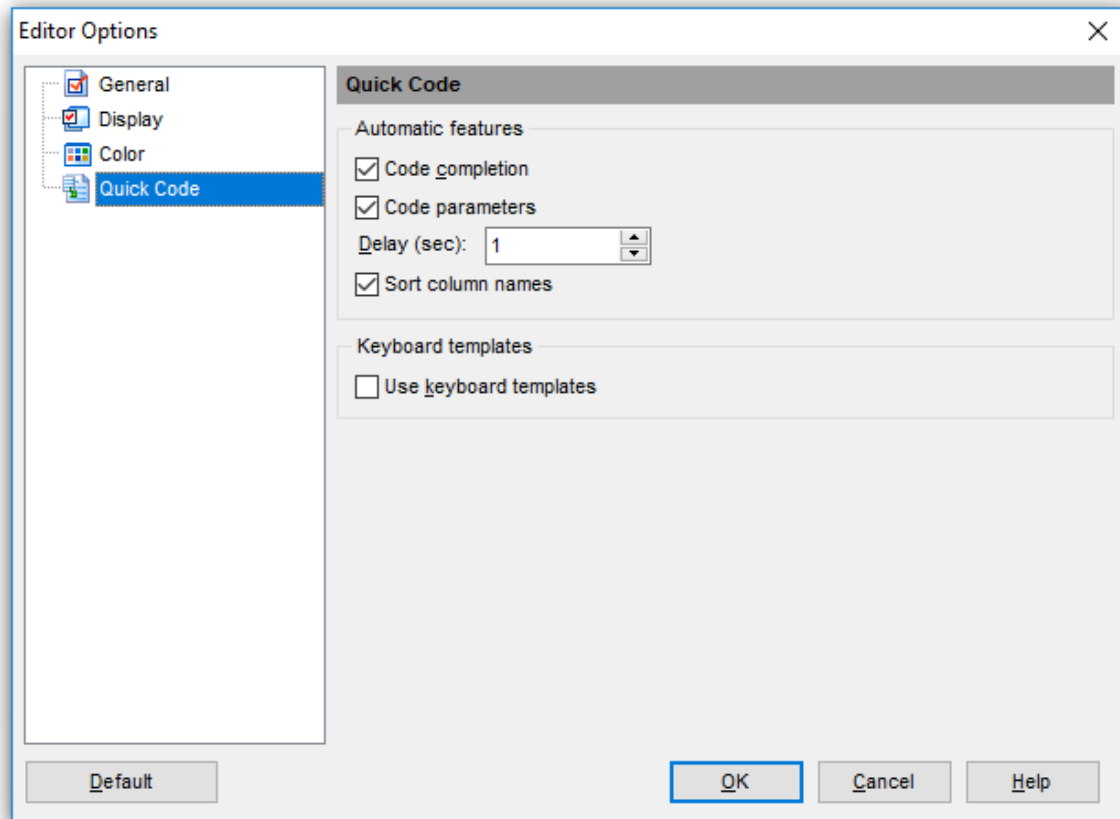 Editor Options
General
Display
Color
Quick Code
Quick Code
Automatic features
Code completion
Code parameters
Delay (sec): 1
Sort column names
Keyboard templates
Use keyboard templates
Default OK Cancel Help